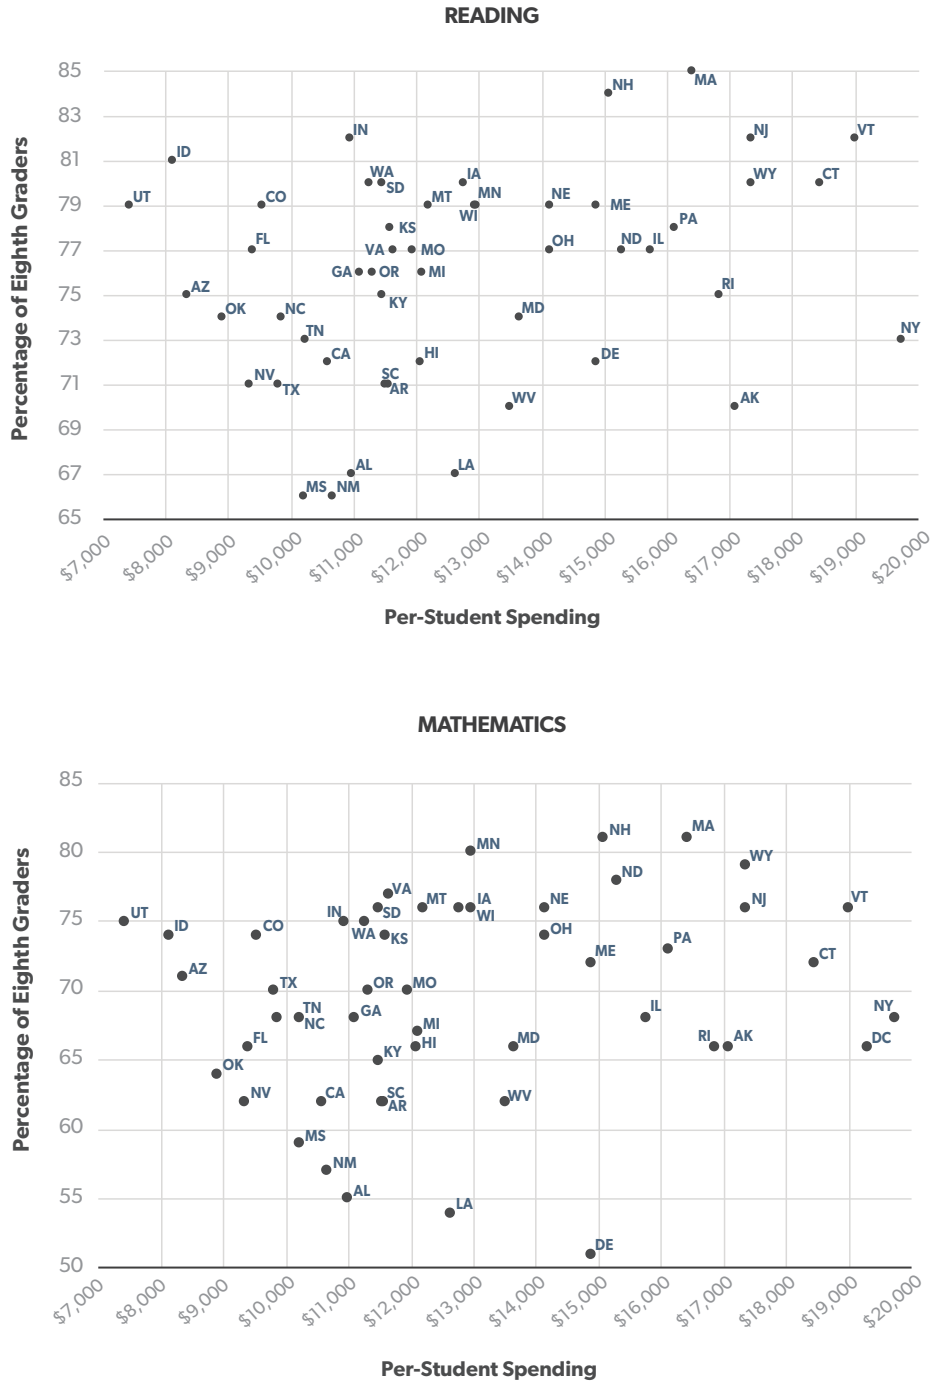 READING
85
MA
NH
83
IN
NJ
VT
ID
81
WA
SD
IA
WY
CT
UT
CO
MT
MN
NE
79
ME
WI
PA
KS
FL
VA
MO
OH
ND
IL
77
GA
OR
MI
AZ
KY
RI
75
OK
NC
MD
TN
NY
73
CA
HI
DE
NV
TX
SC
AR
71
WV
AK
69
AL
LA
67
MS
NM
65
$7,000
$8,000
$9,000
$10,000
$11,000
$12,000
$13,000
$14,000
$15,000
$16,000
$17,000
$18,000
$19,000
$20,000
Percentage of Eighth Graders
Per-Student Spending
MATHEMATICS
85
NH
MA
MN
80
WY
ND
VA
UT
IN
SD
MT
IA
WI
NE
NJ
VT
75
ID
CO
WA
KS
OH
PA
AZ
ME
CT
TX
OR
MO
70
TN
NC
GA
MI
IL
NY
FL
KY
HI
MD
RI
AK
DC
65
OK
NV
CA
SC
AR
WV
60
MS
NM
AL
55
LA
DE
50
$7,000
$8,000
$9,000
$10,000
$11,000
$12,000
$13,000
$14,000
$15,000
$16,000
$17,000
$18,000
$19,000
$20,000
Percentage of Eighth Graders
Per-Student Spending